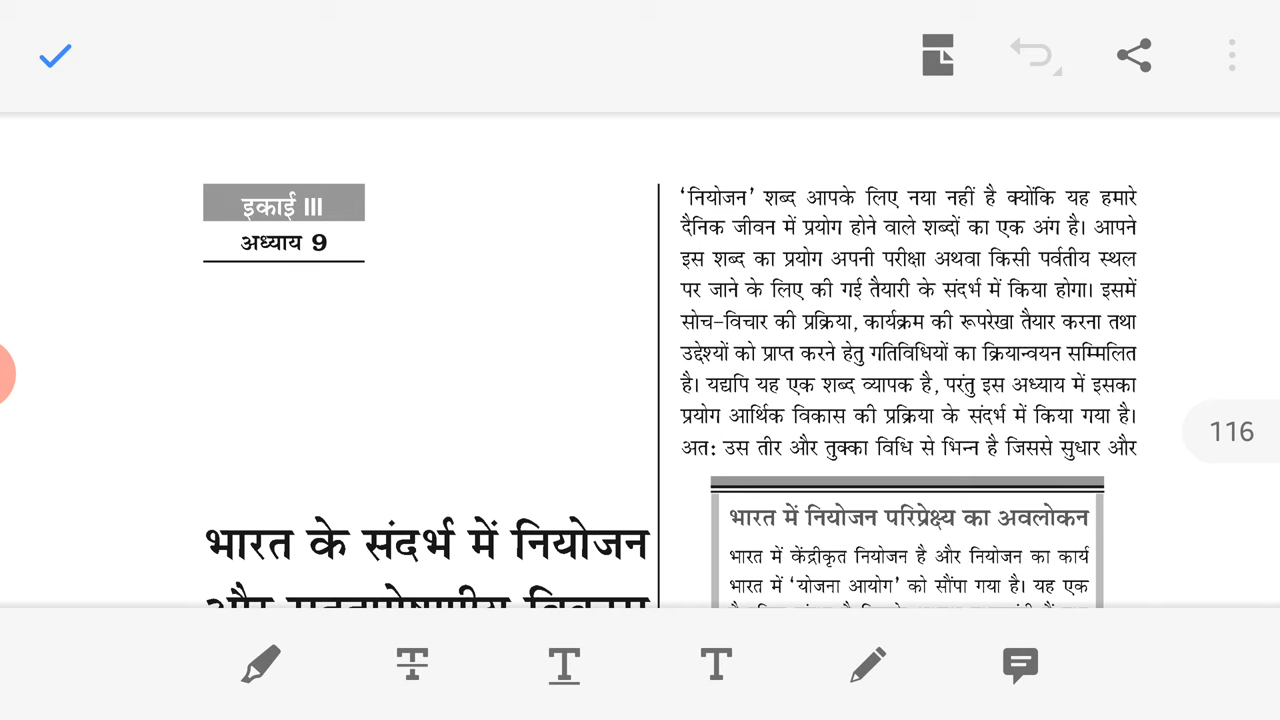 इकाई III
अध्याय 9
भारत के संदर्भ में नियोजन
और सततपोषणीय विकास
'नियोजन' शब्द आपके लिए नया नहीं है क्योंकि यह हमारे
दैनिक जीवन में प्रयोग होने वाले शब्दों का एक अंग है। आपने
इस शब्द का प्रयोग अपनी परीक्षा अथवा किसी पर्वतीय स्थल
पर जाने के लिए की गई तैयारी के संदर्भ में किया होगा। इसमें
सोच-विचार की प्रक्रिया, कार्यक्रम की रूपरेखा तैयार करना तथा
उद्देश्यों को प्राप्त करने हेतु गतिविधियों का क्रियान्वयन सम्मिलित
है। यद्यपि यह एक शब्द व्यापक है, परंतु इस अध्याय में इसका
प्रयोग आर्थिक विकास की प्रक्रिया के संदर्भ में किया गया है।
अत: उस तीर और तुक्का विधि से भिन्न है जिससे सुधार और
भारत में नियोजन परिप्रेक्ष्य का अवलोकन
भारत में केंद्रीकृत नियोजन है और नियोजन का कार्य
भारत में 'योजना आयोग' को सौंपा गया है। यह एक
116
T
T
T